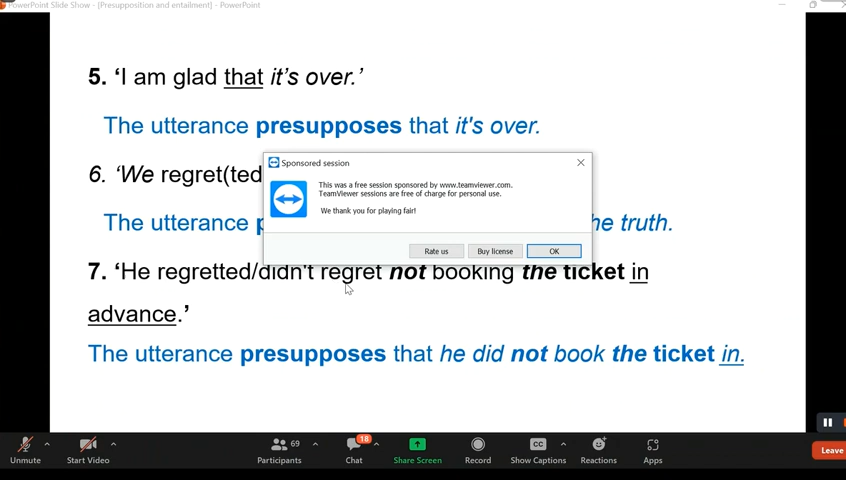 PowerPoint Slide Show - [Presupposition and entailment] - PowerPoint
5. ‘I am glad that it’s over.’
The utterance presupposes that it's over.
Sponsored session
6. ‘We regret(ted
This was a free session sponsored by www.teamviewer.com.
TeamViewer sessions are free of charge for personal use.
We thank you for playing fair!
The utterance p he truth.
Rate us Buy license OK
7. ‘He regretted/didn't regret not booking the ticket in
advance.’
The utterance presupposes that he did not book the ticket in.
69 18 CC
Unmute Start Video Participants Chat Share Screen Record Show Captions Reactions Apps Leave